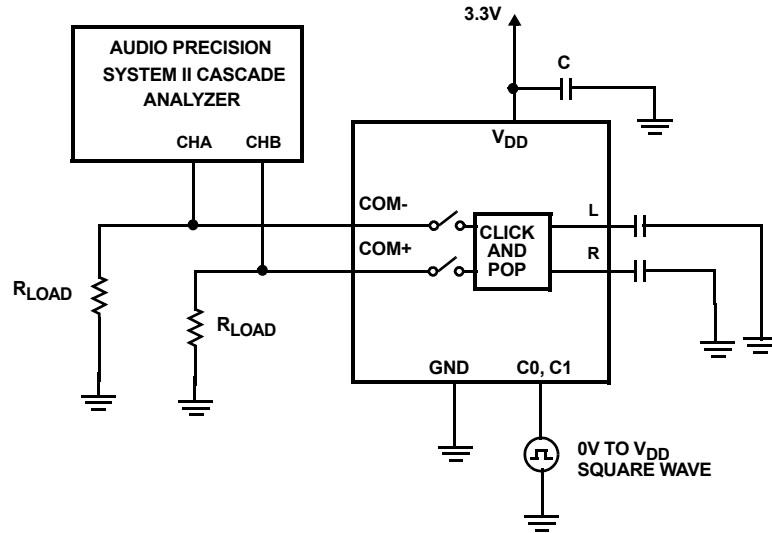 3.3V
AUDIO PRECISION
SYSTEM II CASCADE
ANALYZER
CHA CHB
C
VDD
COM-
COM+
CLICK
AND
POP
L
R
RLOAD
RLOAD
GND
C0, C1
0V TO VDD
SQUARE WAVE